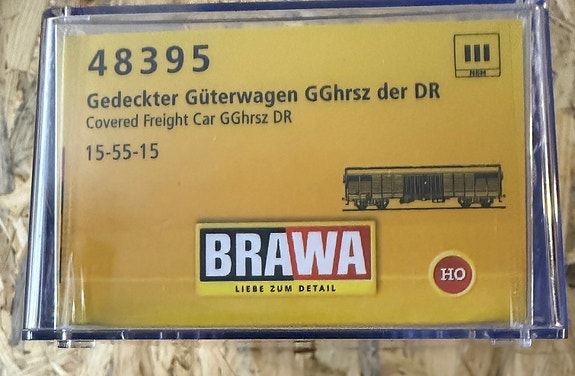 48395
III
NEM
Gedeckter Güterwagen GGhrsz der DR
Covered Freight Car GGhrsz DR
15-55-15
BRAWA
LIEBE ZUM DETAIL
HO